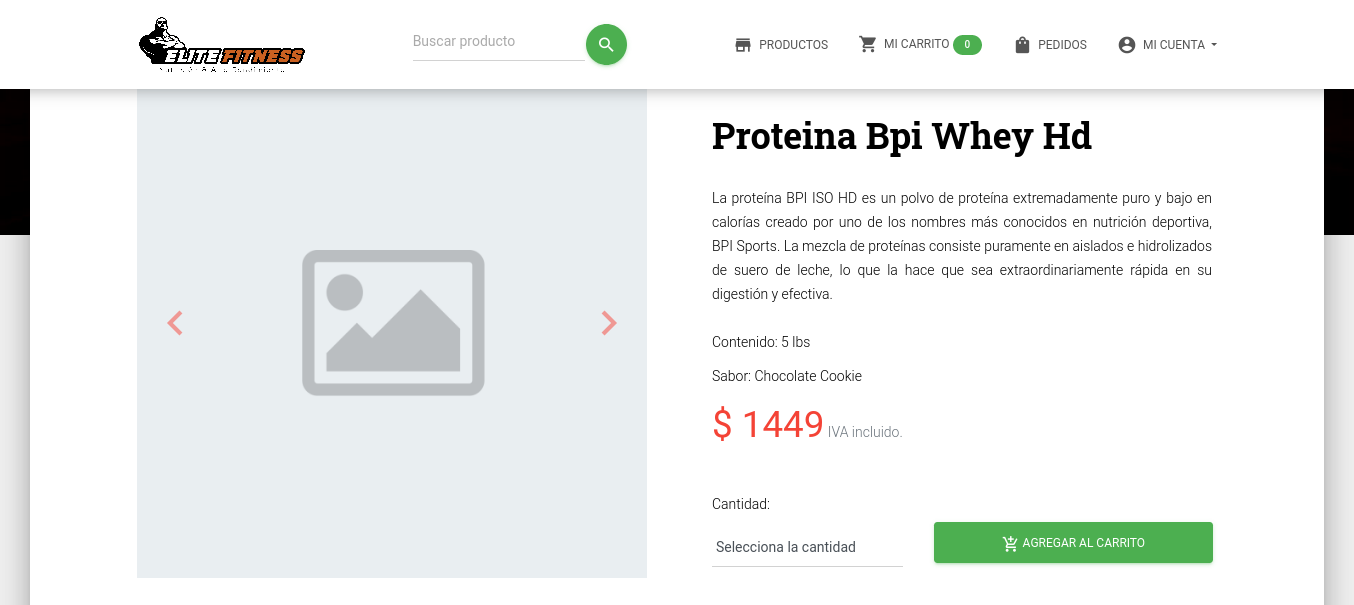 ELITE FITNESS
Buscar producto
PRODUCTOS
MI CARRITO 0
PEDIDOS
MI CUENTA
Proteina Bpi Whey Hd
La proteína BPI ISO HD es un polvo de proteína extremadamente puro y bajo en
calorías creado por uno de los nombres más conocidos en nutrición deportiva,
BPI Sports. La mezcla de proteínas consiste puramente en aislados e hidrolizados
de suero de leche, lo que la hace que sea extraordinariamente rápida en su
digestión y efectiva.
Contenido: 5 lbs
Sabor: Chocolate Cookie
$ 1449 IVA incluido.
Cantidad:
Selecciona la cantidad
AGREGAR AL CARRITO